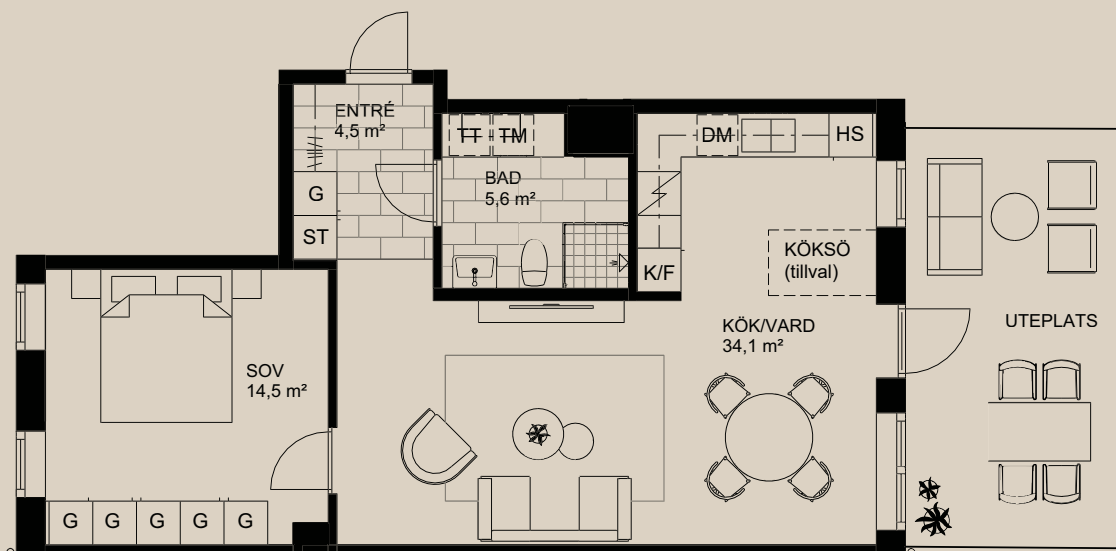 ENTRÉ
4,5 m²
TT TM
DM
HS
G
BAD
5,6 m²
ST
K/F
KÖKSÖ
(tillval)
KÖK/VARD
34,1 m²
UTEPLATS
SOV
14,5 m²
G G G G G